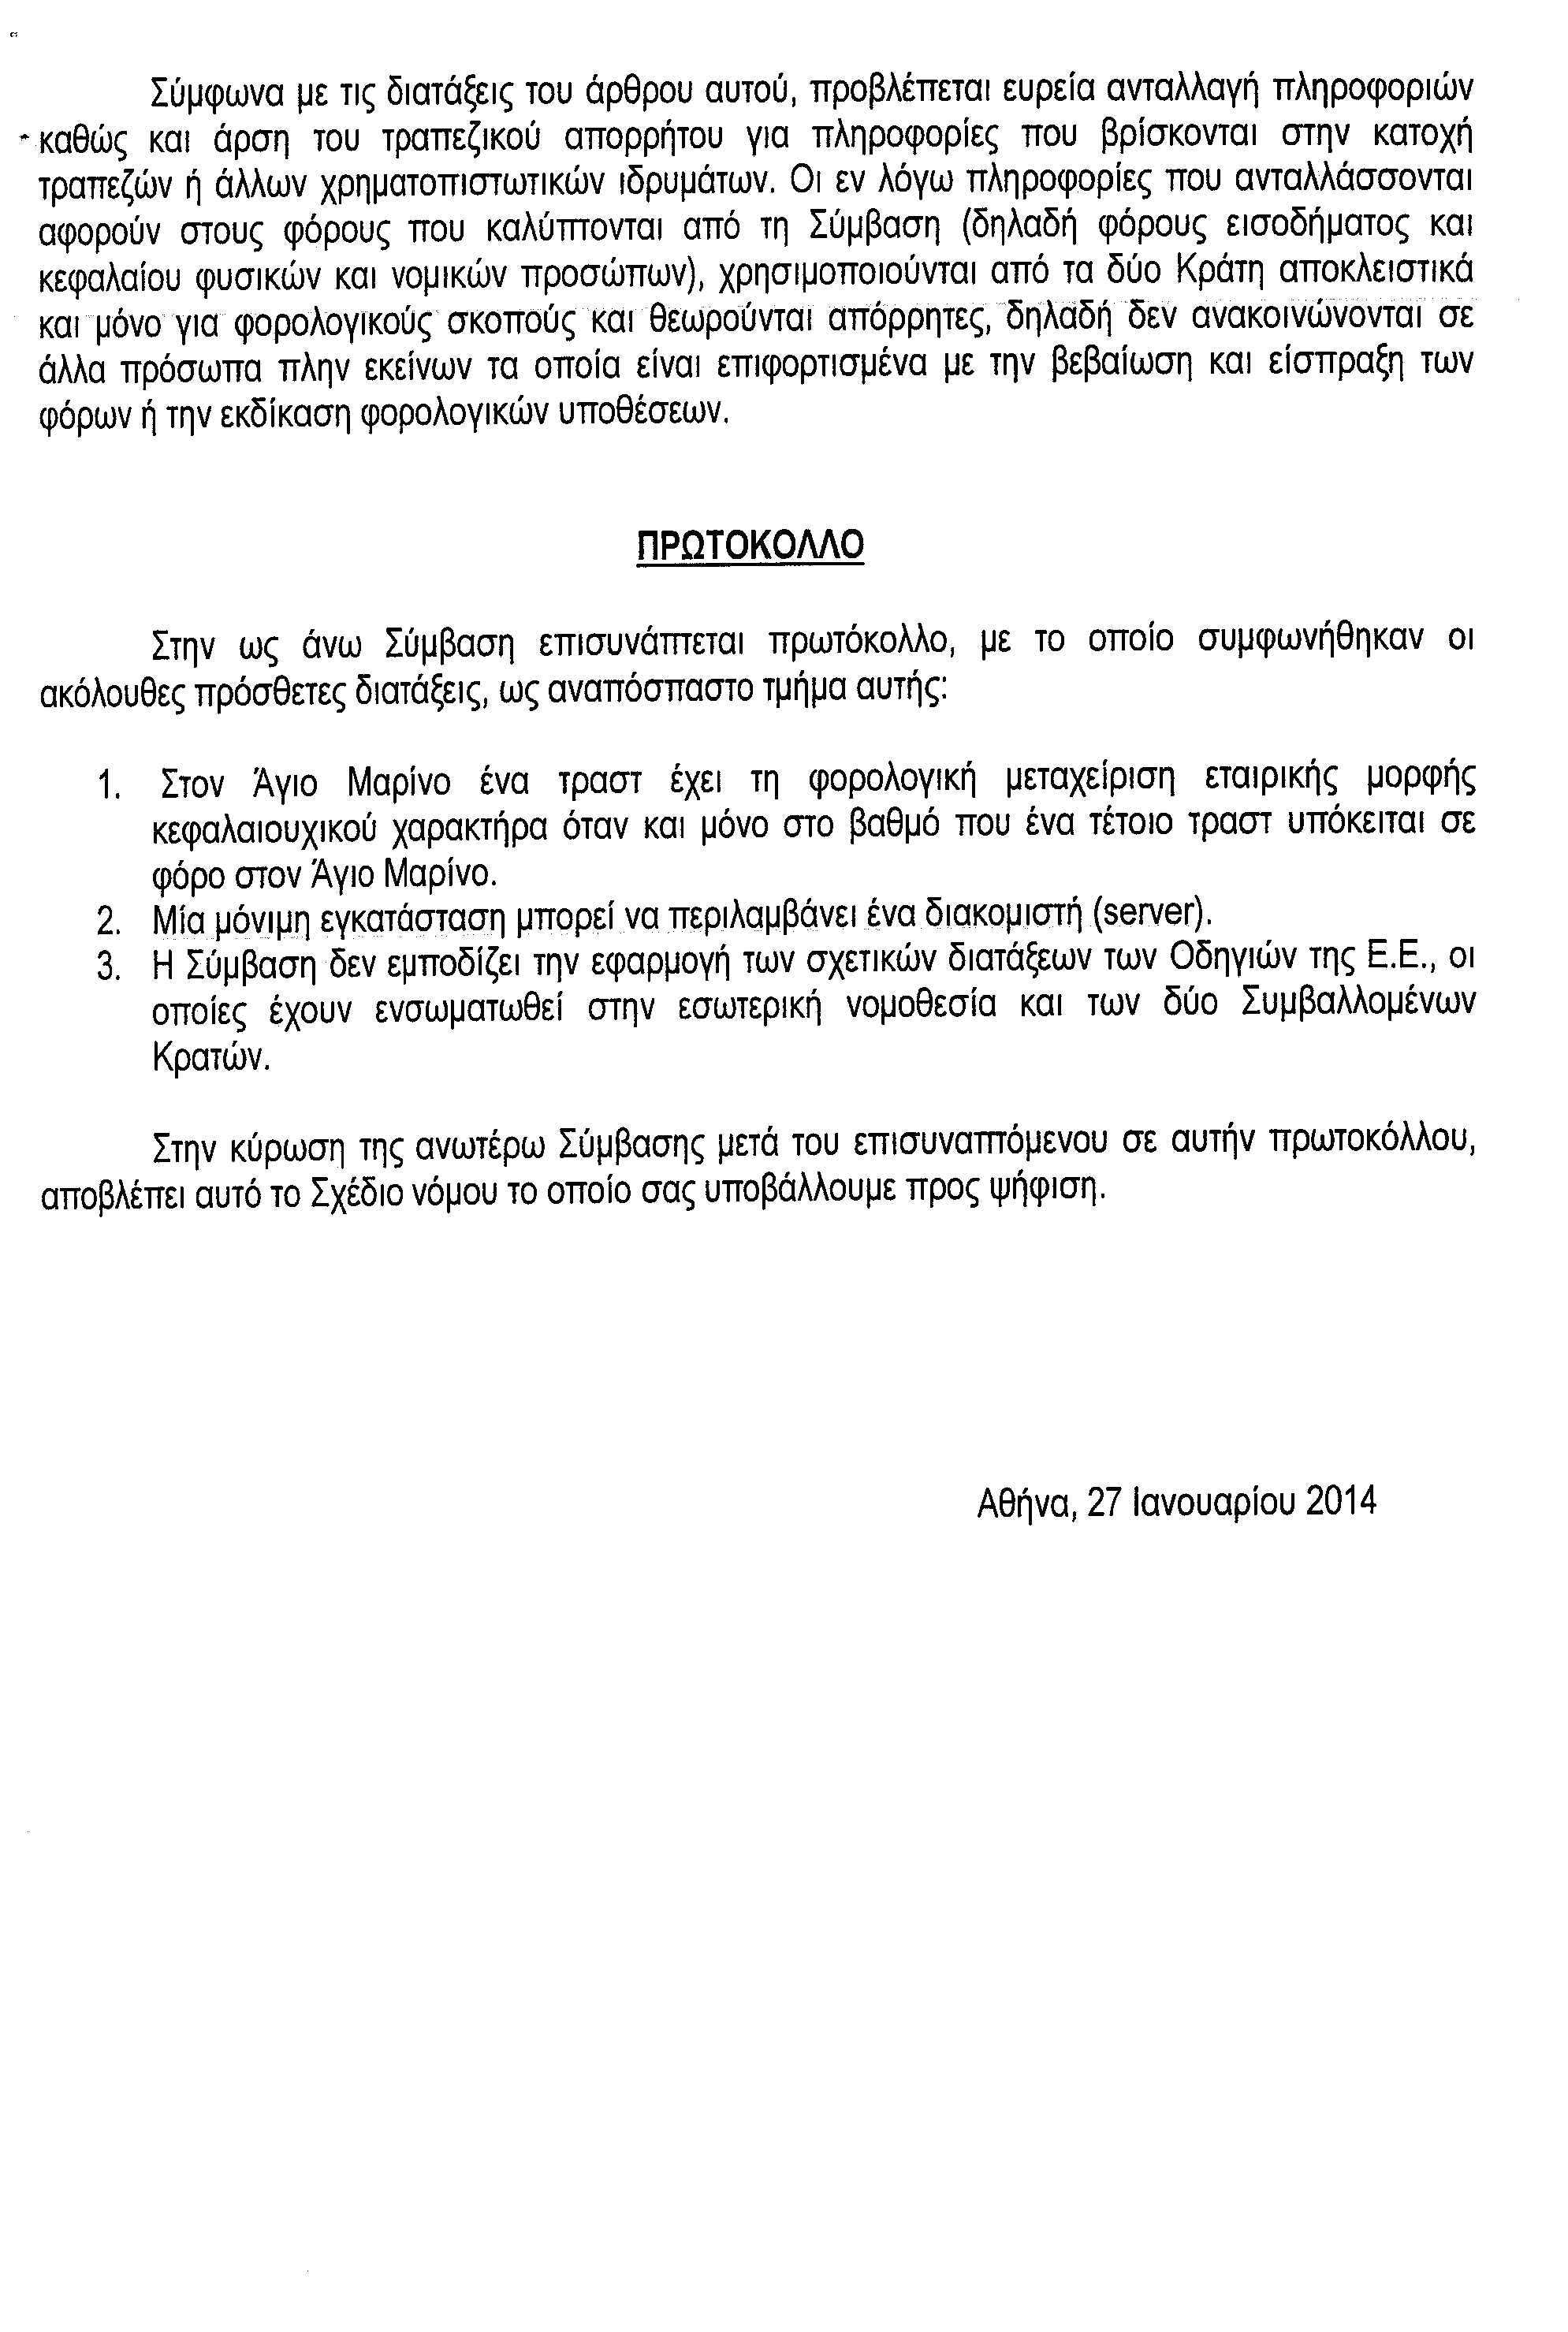 Σύμφωνα με τις διατάξεις του άρθρου αυτού, προβλέπεται ευρεία ανταλλαγή πληροφοριών
καθώς και άρση του τραπεζικού απορρήτου για πληροφορίες που βρίσκονται στην κατοχή
τραπεζών ή άλλων χρηματοπιστωτικών ιδρυμάτων. Οι εν λόγω πληροφορίες που ανταλλάσσονται
αφορούν στους φόρους που καλύπτονται από τη Σύμβαση (δηλαδή φόρους εισοδήματος και
κεφαλαίου φυσικών και νομικών προσώπων), χρησιμοποιούνται από τα δύο Κράτη αποκλειστικά
και μόνο για φορολογικούς σκοπούς και θεωρούνται απόρρητες, δηλαδή δεν ανακοινώνονται σε
άλλα πρόσωπα πλην εκείνων τα οποία είναι επιφορτισμένα με την βεβαίωση και είσπραξη των
φόρων ή την εκδίκαση φορολογικών υποθέσεων.
ΠΡΩΤΟΚΟΛΛΟ
Στην ως άνω Σύμβαση επισυνάπτεται πρωτόκολλο, με το οποίο συμφωνήθηκαν οι
ακόλουθες πρόσθετες διατάξεις, ως αναπόσπαστο τμήμα αυτής:
1. Στον Άγιο Μαρίνο ένα τραστ έχει τη φορολογική μεταχείριση εταιρικής μορφής
κεφαλαιουχικού χαρακτήρα όταν και μόνο στο βαθμό που ένα τέτοιο τραστ υπόκειται σε
φόρο στον Άγιο Μαρίνο.
2. Μία μόνιμη εγκατάσταση μπορεί να περιλαμβάνει ένα διακομιστή (server).
3. Η Σύμβαση δεν εμποδίζει την εφαρμογή των σχετικών διατάξεων των Οδηγιών της Ε.Ε., οι
οποίες έχουν ενσωματωθεί στην εσωτερική νομοθεσία και των δύο Συμβαλλομένων
Κρατών.
Στην κύρωση της ανωτέρω Σύμβασης μετά του επισυναπτόμενου σε αυτήν πρωτοκόλλου,
αποβλέπει αυτό το Σχέδιο νόμου το οποίο σας υποβάλλουμε προς ψήφιση.
Αθήνα, 27 Ιανουαρίου 2014